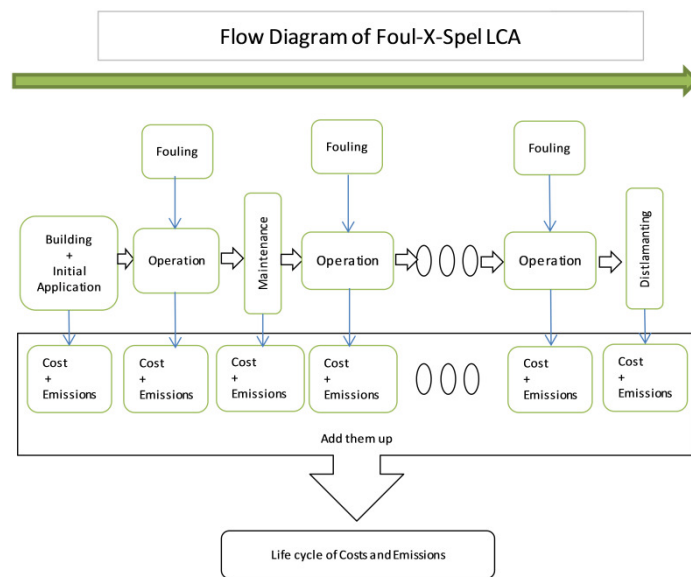 Flow Diagram of Foul-X-Spel LCA
Fouling
Fouling
Fouling
Building
+
Initial
Application
Operation
Maintenance
Operation
Operation
Distlamanting
Cost
+
Emissions
Cost
+
Emissions
Cost
+
Emissions
Cost
+
Emissions
Cost
+
Emissions
Cost
+
Emissions
Add them up
Life cycle of Costs and Emissions